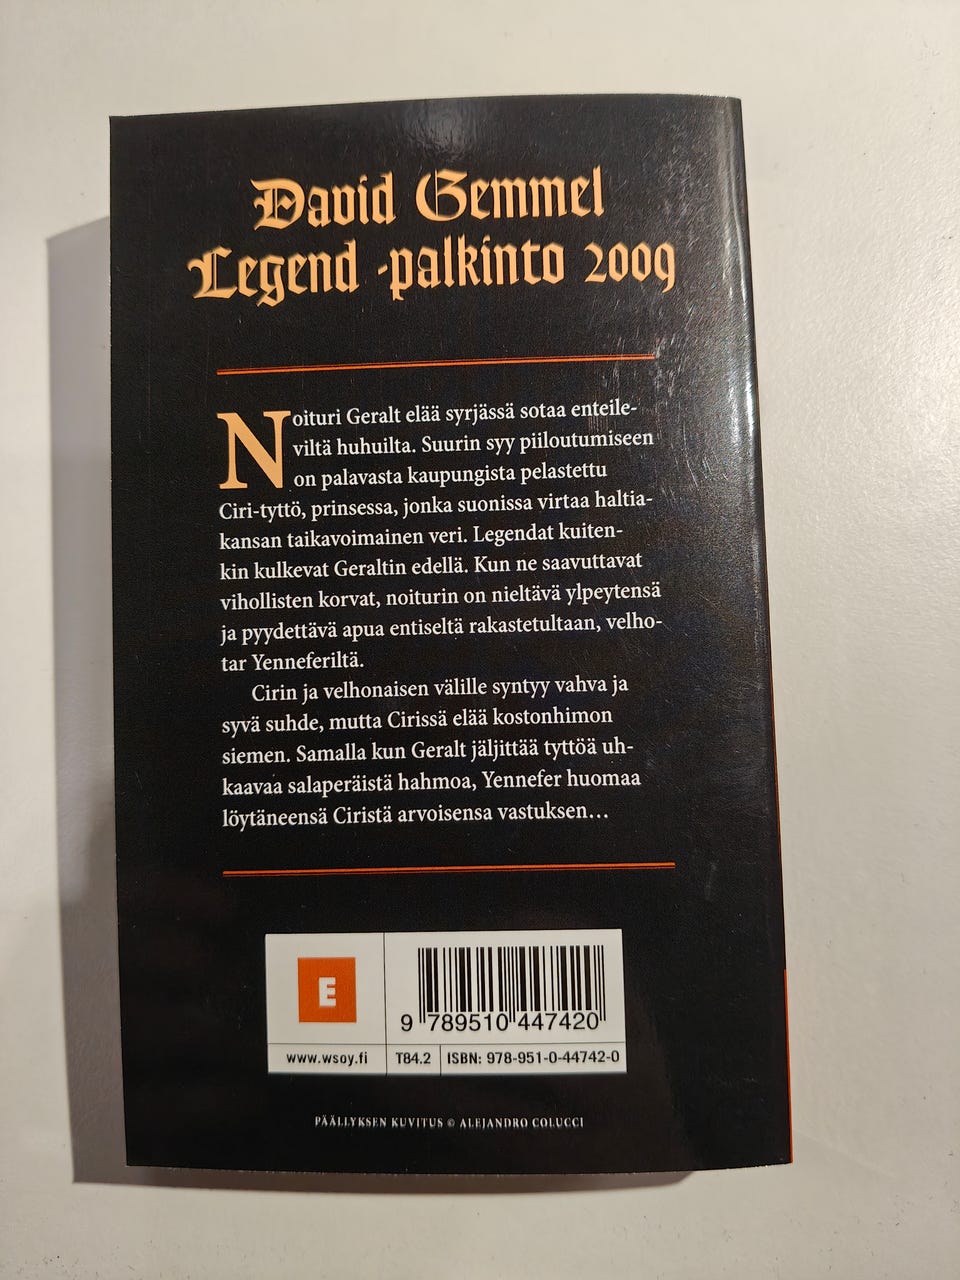 David Gemmel
Legend -palkinto 2009
Noituri Geralt elää syrjässä sotaa enteile-
viltä huhuilta. Suurin syy piiloutumiseen
on palavasta kaupungista pelastettu
Ciri-tyttö, prinsessa, jonka suonissa virtaa haltia-
kansan taikavoimainen veri. Legendat kuiten-
kin kulkevat Geraltin edellä. Kun ne saavuttavat
vihollisten korvat, noiturin on nieltävä ylpeytensä
ja pyydettävä apua entiseltä rakastetultaan, velho-
tar Yenneferiltä.
Cirin ja velhonaisen välille syntyy vahva ja
syvä suhde, mutta Cirissä elää kostonhimon
siemen. Samalla kun Geralt jäljittää tyttöä uh-
kaavaa salaperäistä hahmoa, Yennefer huomaa
löytäneensä Ciristä arvoisensa vastuksen…
E
9 789510 447420
www.wsoy.fi T84.2 ISBN: 978-951-0-44742-0
PÄÄLLYKSEN KUVITUS © ALEJANDRO COLUCCI